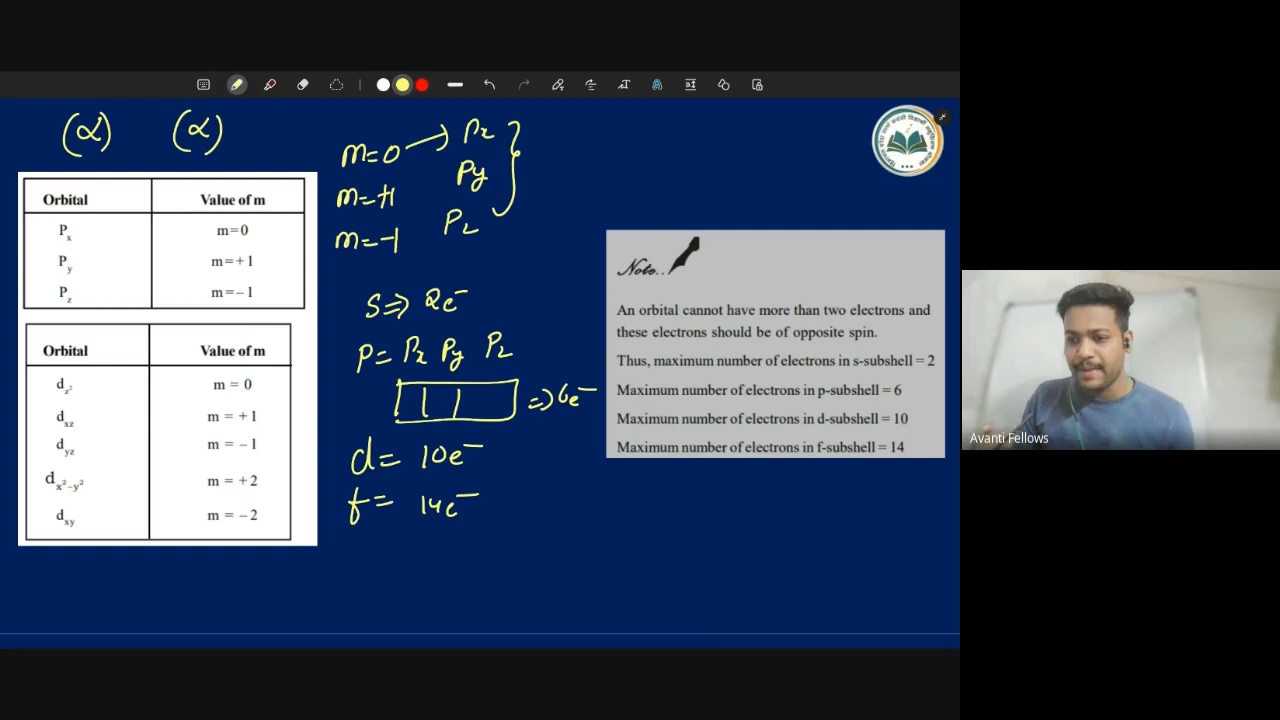 (α) (α)
Orbital Value of m
Px m=0
Py m=+1
Pz m=−1
Orbital Value of m
dz² m = 0
dxz m = +1
dyz m = −1
dx²−y² m = +2
dxy m = −2
m=0 → Px
m=+1 Py
m=-1 Pz
s⇒ 2e⁻
p= Px Py Pz
=>6e⁻
d= 10e⁻
f= 14e⁻
Note..
An orbital cannot have more than two electrons and
these electrons should be of opposite spin.
Thus, maximum number of electrons in s-subshell = 2
Maximum number of electrons in p-subshell = 6
Maximum number of electrons in d-subshell = 10
Maximum number of electrons in f-subshell = 14
Avanti Fellows